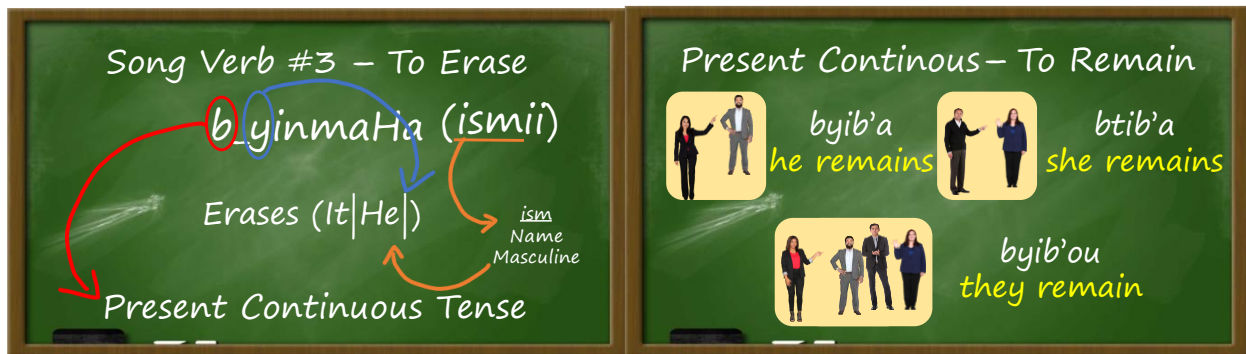 Song Verb #3 – To Erase
b_yinmaHa (ismii)
Erases (It|He|)
ism
Name
Masculine
Present Continuous Tense
Present Continous– To Remain
byib'a
he remains
btib'a
she remains
byib'ou
they remain